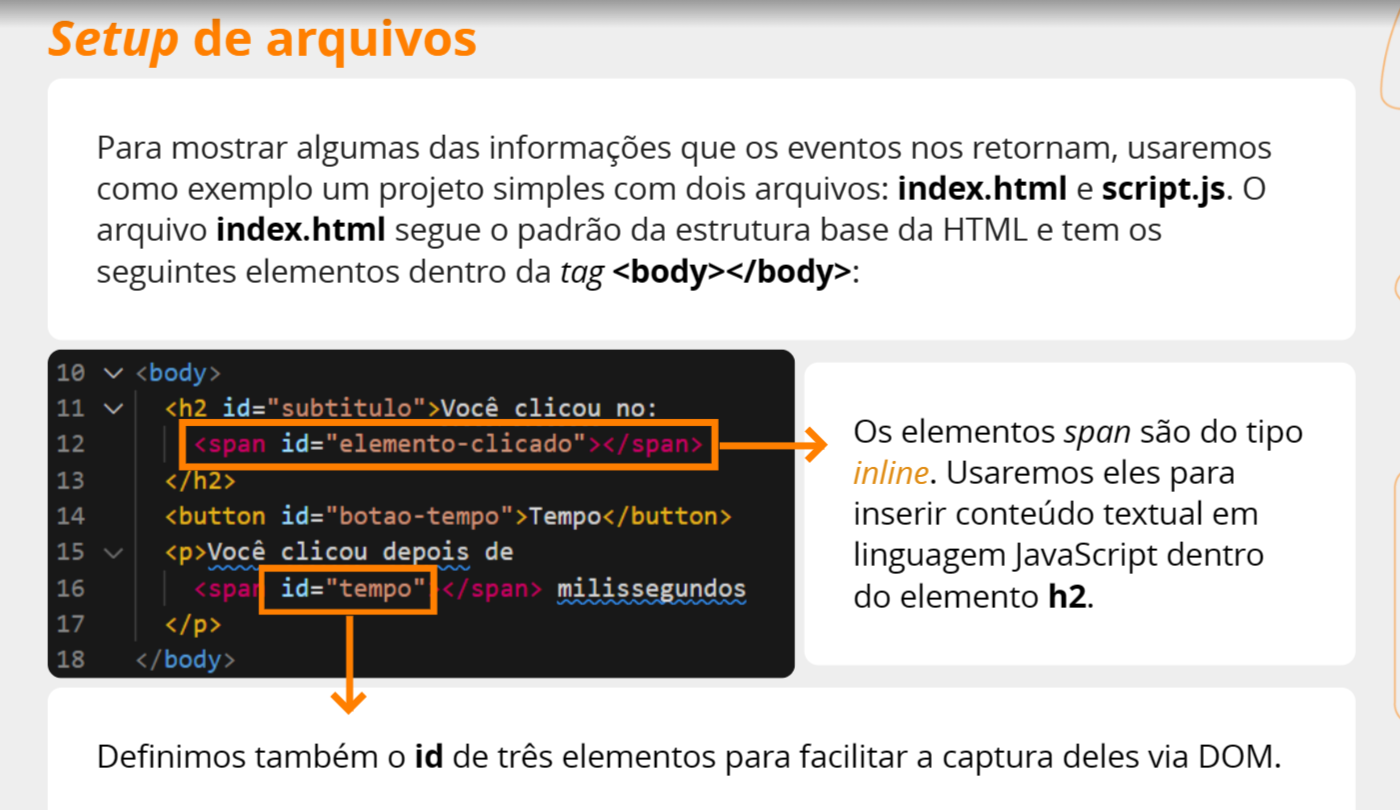 Setup de arquivos
Para mostrar algumas das informações que os eventos nos retornam, usaremos
como exemplo um projeto simples com dois arquivos: index.html e script.js. O
arquivo index.html segue o padrão da estrutura base da HTML e tem os
seguintes elementos dentro da tag <body></body>:
10 <body>
11 <h2 id="subtitulo">Você clicou no:
12 <span id="elemento-clicado"></span>
13 </h2>
14 <button id="botao-tempo">Tempo</button>
15 <p>Você clicou depois de
16 <span id="tempo"></span> milissegundos
17 </p>
18 </body>
Os elementos span são do tipo
inline. Usaremos eles para
inserir conteúdo textual em
linguagem JavaScript dentro
do elemento h2.
Definimos também o id de três elementos para facilitar a captura deles via DOM.